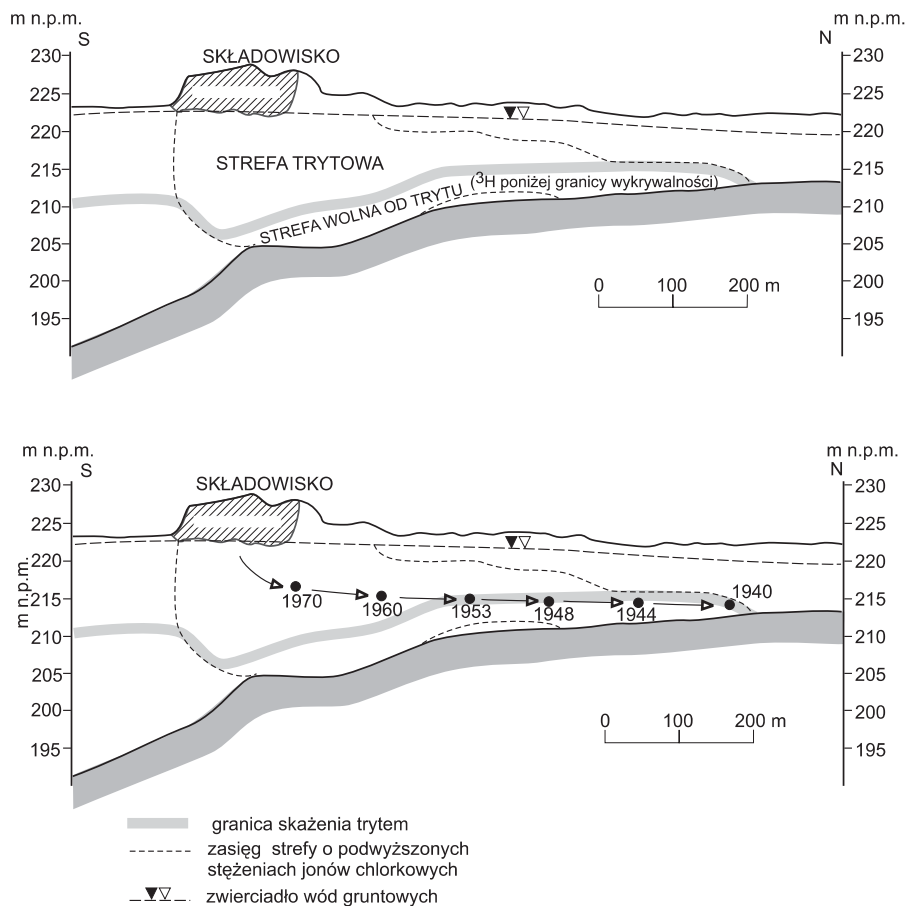 m n.p.m.
m n.p.m.
S
N
SKŁADOWISKO
230
230
225
225
220
220
STREFA TRYTOWA
215
215
(³H poniżej granicy wykrywalności)
STREFA WOLNA OD TRYTU
210
210
205
205
200
200
0 100 200 m
195
195
m n.p.m.
m n.p.m.
S
N
SKŁADOWISKO
230
230
225
225
220
220
m n.p.m.
215
215
1970
1960
1953
1948
1944
1940
210
210
205
205
200
200
0 100 200 m
195
195
granica skażenia trytem
zasięg strefy o podwyższonych
stężeniach jonów chlorkowych
zwierciadło wód gruntowych